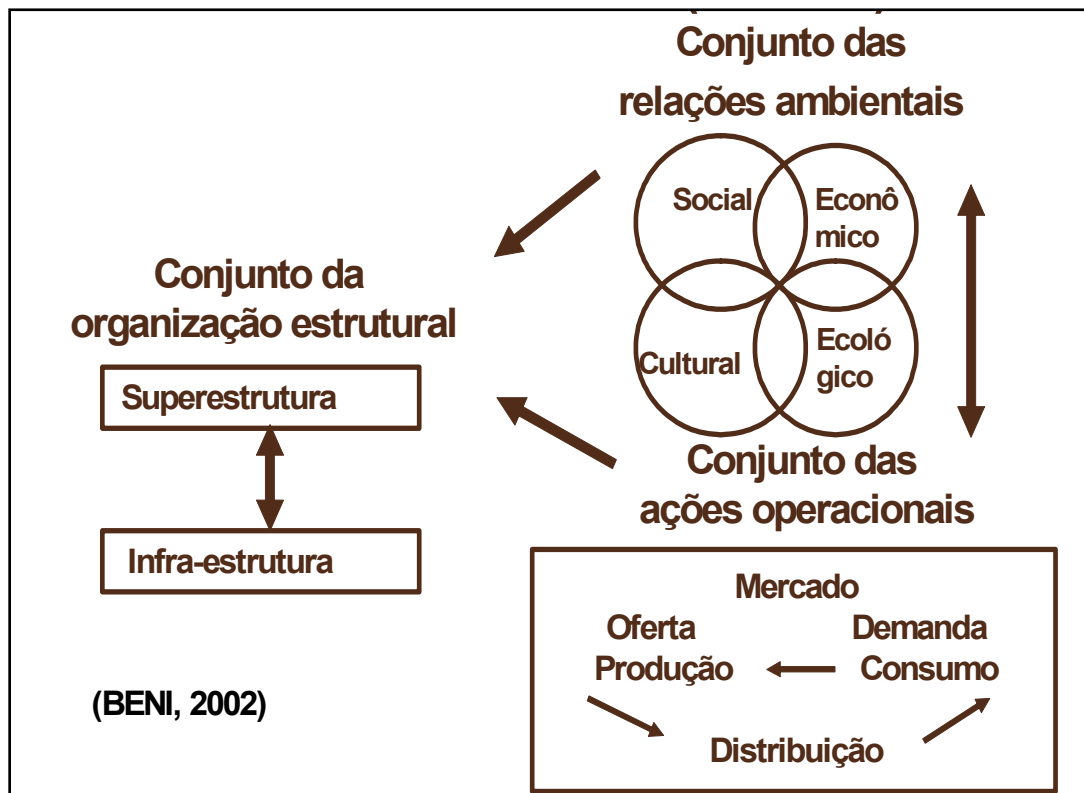 Conjunto das
relações ambientais
Social
Econô
mico
Cultural
Ecoló
gico
Conjunto da
organização estrutural
Superestrutura
Infra-estrutura
Conjunto das
ações operacionais
Mercado
Oferta Demanda
Produção Consumo
Distribuição
(BENI, 2002)